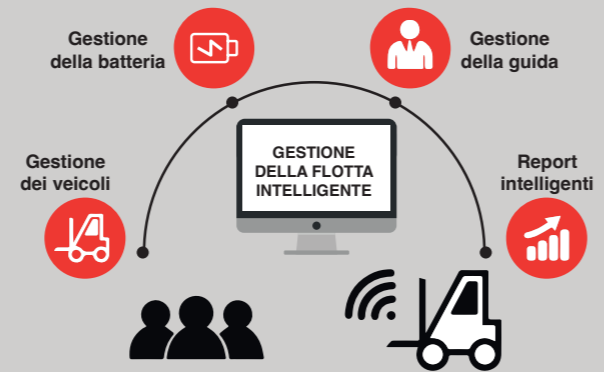 Gestione
della batteria
Gestione
della guida
Gestione
dei veicoli
GESTIONE
DELLA FLOTTA
INTELLIGENTE
Report
intelligenti